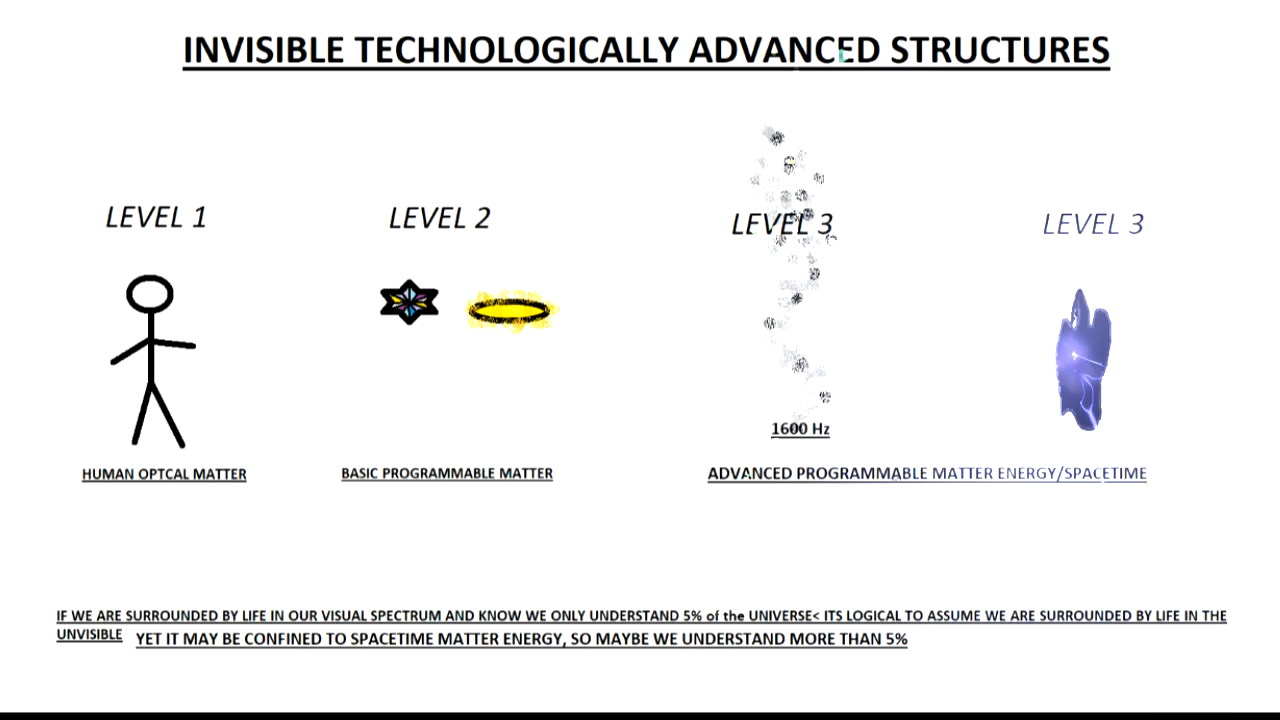 INVISIBLE TECHNOLOGICALLY ADVANCED STRUCTURES
LEVEL 1
LEVEL 2
LEVEL 3
LEVEL 3
1600 Hz
HUMAN OPTCAL MATTER
BASIC PROGRAMMABLE MATTER
ADVANCED PROGRAMMABLE MATTER ENERGY/SPACETIME
IF WE ARE SURROUNDED BY LIFE IN OUR VISUAL SPECTRUM AND KNOW WE ONLY UNDERSTAND 5% of the UNIVERSE< ITS LOGICAL TO ASSUME WE ARE SURROUNDED BY LIFE IN THE
UNVISIBLE YET IT MAY BE CONFINED TO SPACETIME MATTER ENERGY, SO MAYBE WE UNDERSTAND MORE THAN 5%